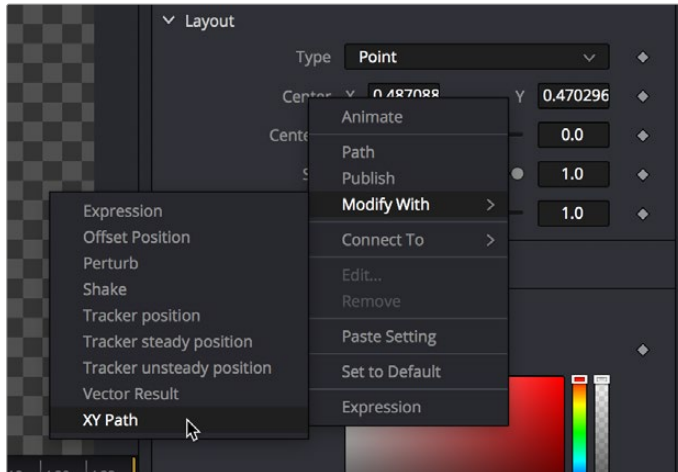 Layout
Type Point
Center X 0.487088 Y 0.470296
Animate
0.0
Path
Publish
1.0
Modify With
1.0
Expression
Offset Position
Connect To
Perturb
Edit...
Shake
Remove
Tracker position
Tracker steady position
Paste Setting
Tracker unsteady position
Set to Default
Vector Result
XY Path
Expression